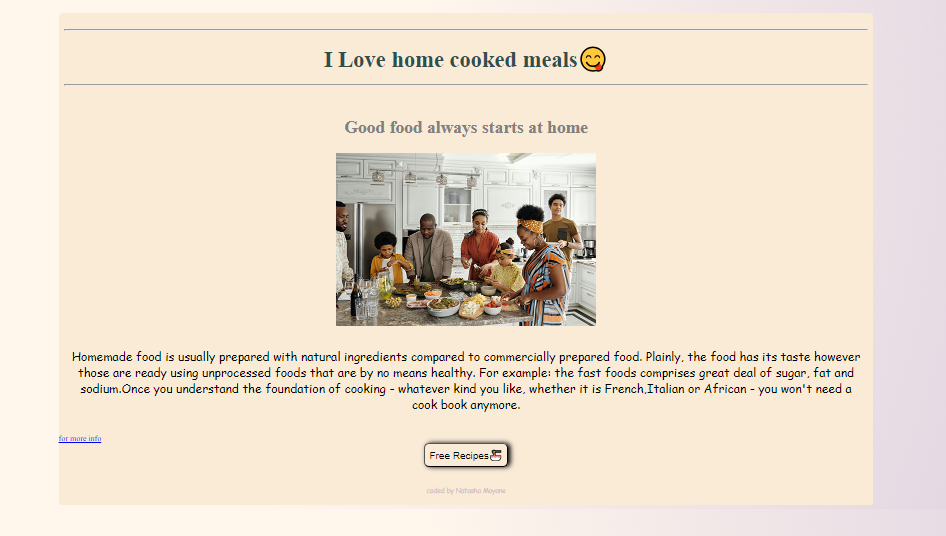 I Love home cooked meals😋
Good food always starts at home
Homemade food is usually prepared with natural ingredients compared to commercially prepared food. Plainly, the food has its taste however
those are ready using unprocessed foods that are by no means healthy. For example: the fast foods comprises great deal of sugar, fat and
sodium.Once you understand the foundation of cooking - whatever kind you like, whether it is French,Italian or African - you won't need a
cook book anymore.
for more info
Free Recipes🍜
coded by Natasha Moyane